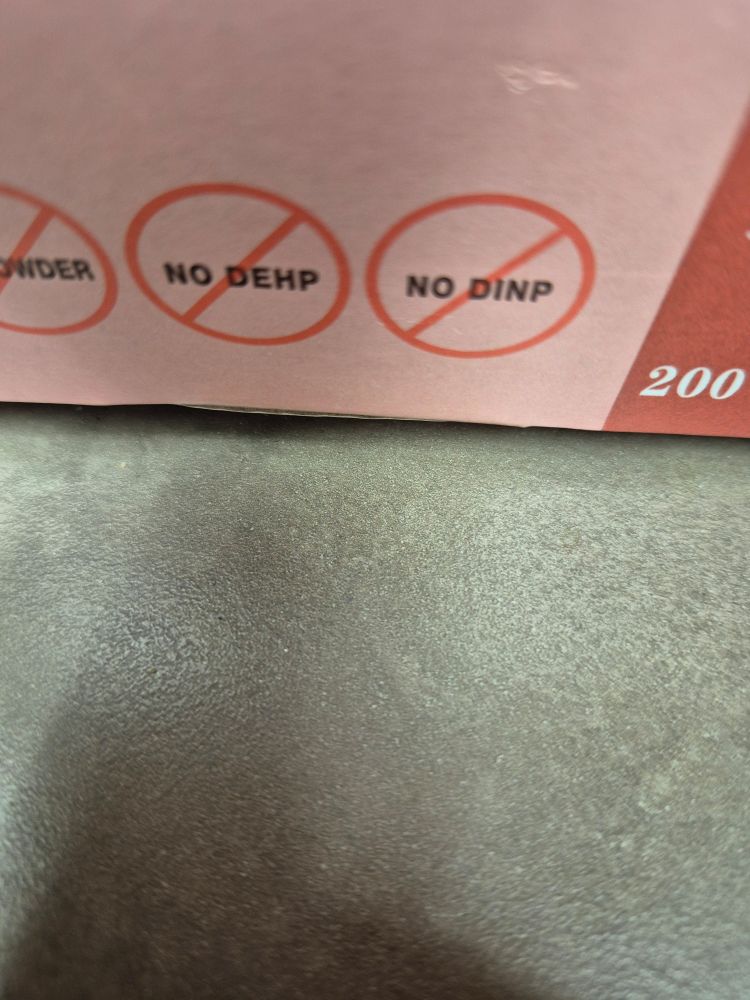 OWDER
NO DEHP
NO DINP
200